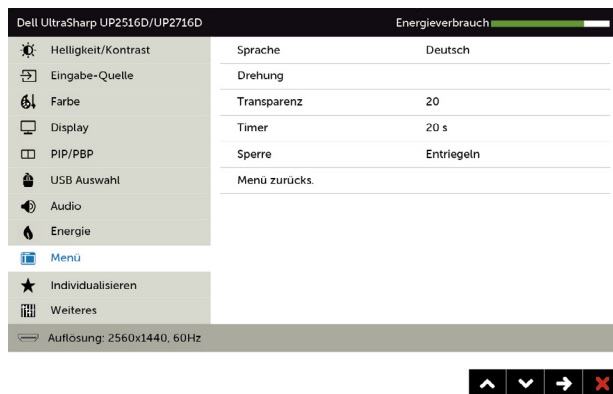 Dell UltraSharp UP2516D/UP2716D Energieverbrauch
Helligkeit/Kontrast
Eingabe-Quelle
Farbe
Display
PIP/PBP
USB Auswahl
Audio
Energie
Menü
Individualisieren
Weiteres
Sprache Deutsch
Drehung
Transparenz 20
Timer 20 s
Sperre Entriegeln
Menü zurücks.
Auflösung: 2560x1440, 60Hz